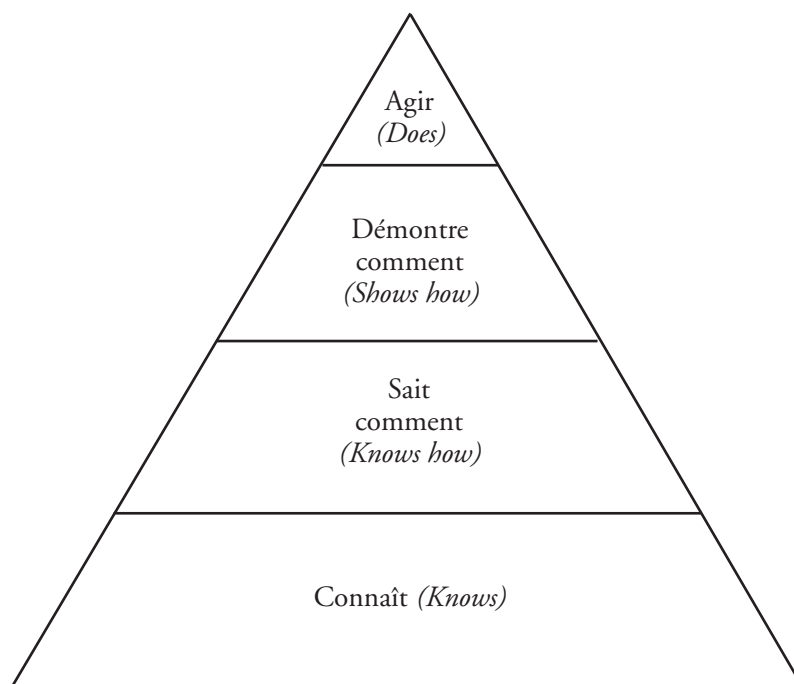 Agir
(Does)
Démontre
comment
(Shows how)
Sait
comment
(Knows how)
Connaît (Knows)